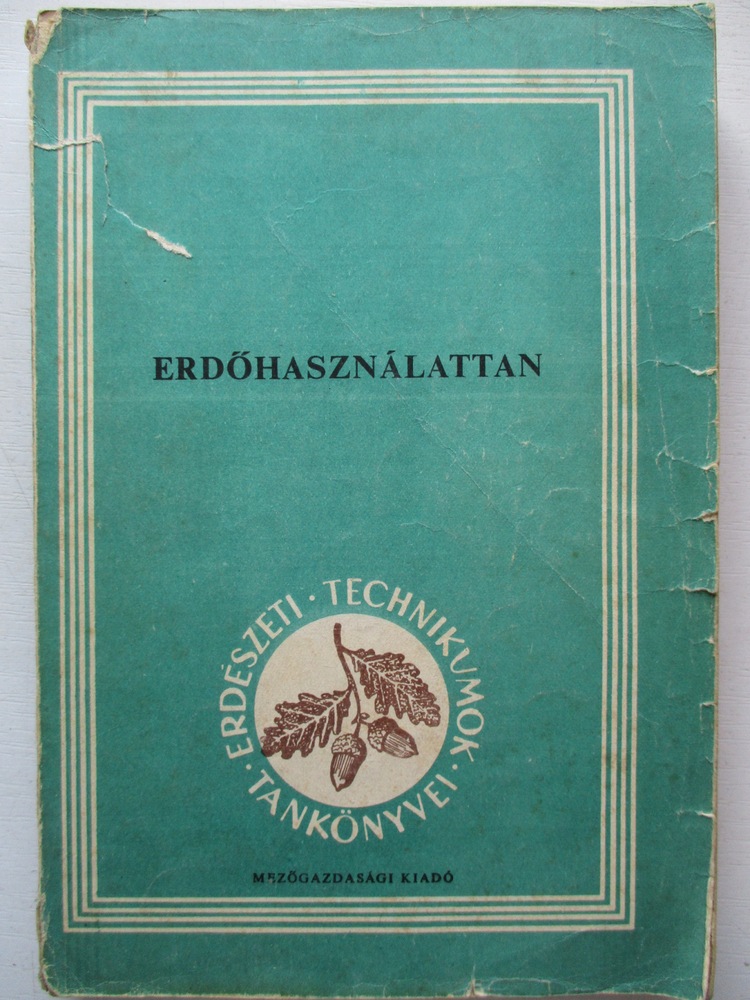 ERDŐHASZNÁLATTAN
ERDÉSZETI · TECHNIKUMOK · TANKÖNYVEI ·
MEZŐGAZDASÁGI KIADÓ